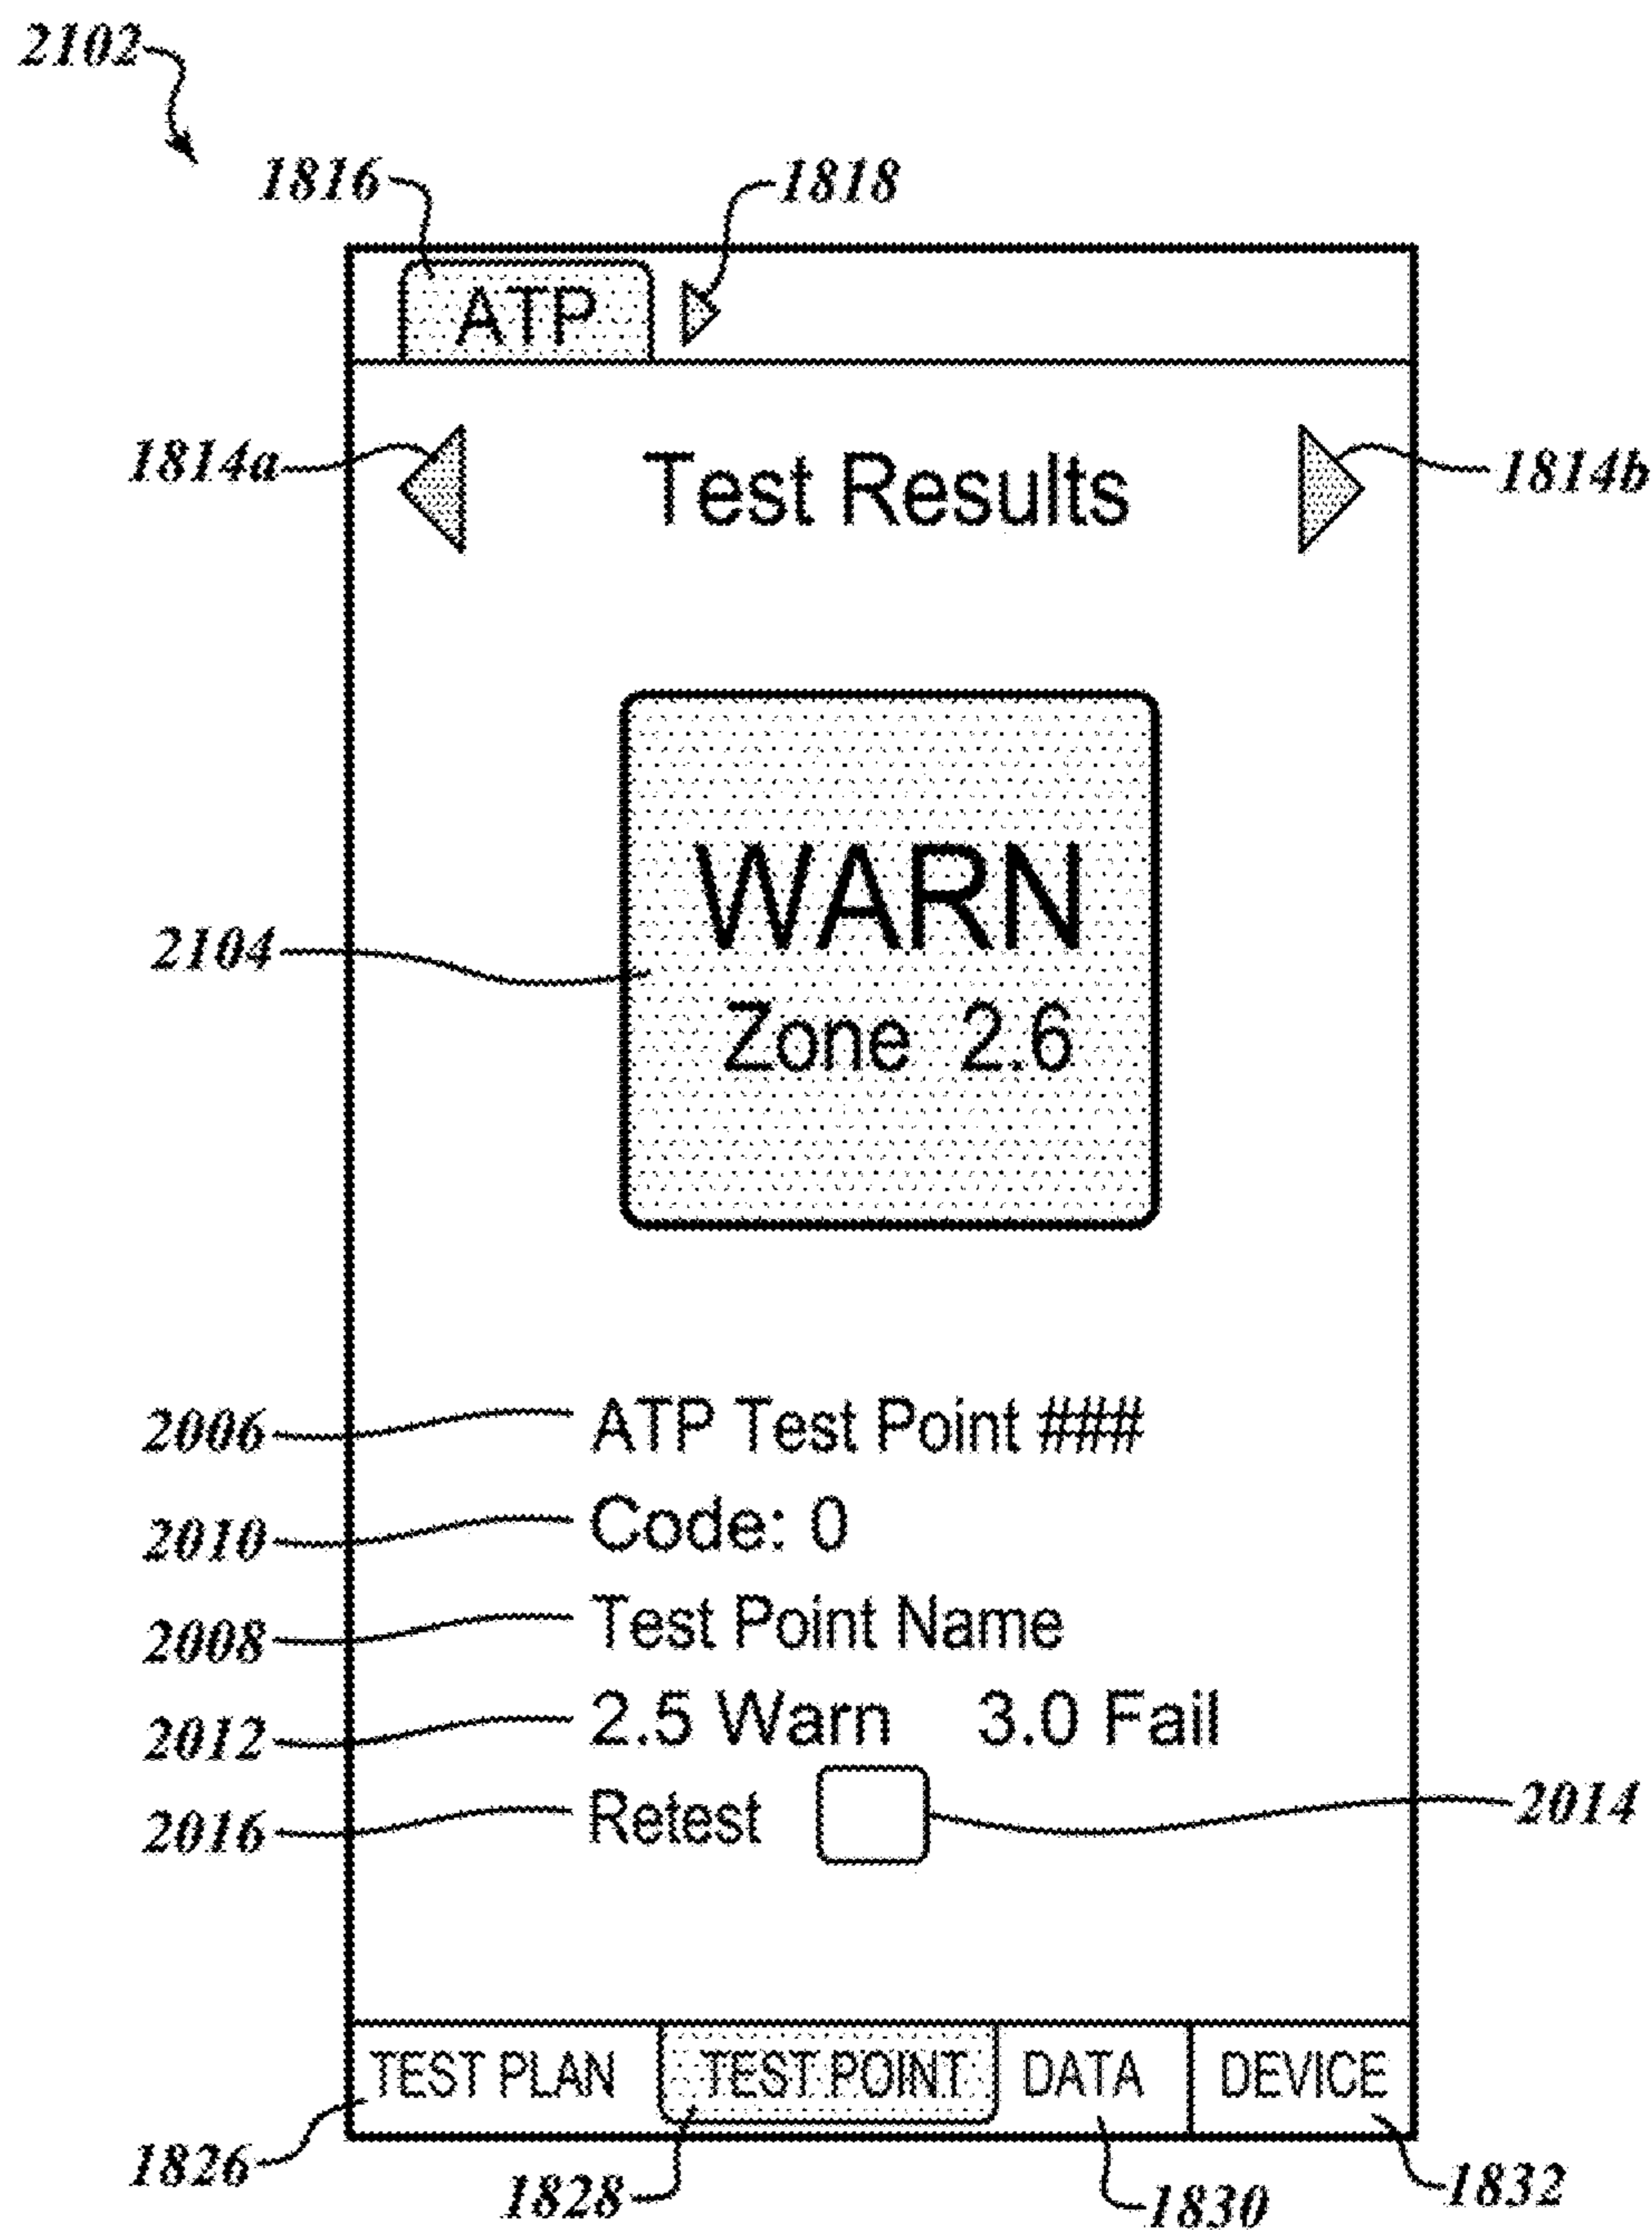 2102
1816 1818
ATP
1814a Test Results 1814b
WARN
2104
Zone 2.6
2006 ATP Test Point ###
2010 Code: 0
2008 Test Point Name
2012 2.5 Warn 3.0 Fail
2016 Retest 2014
TEST PLAN TEST POINT DATA DEVICE
1826 1828 1830 1832